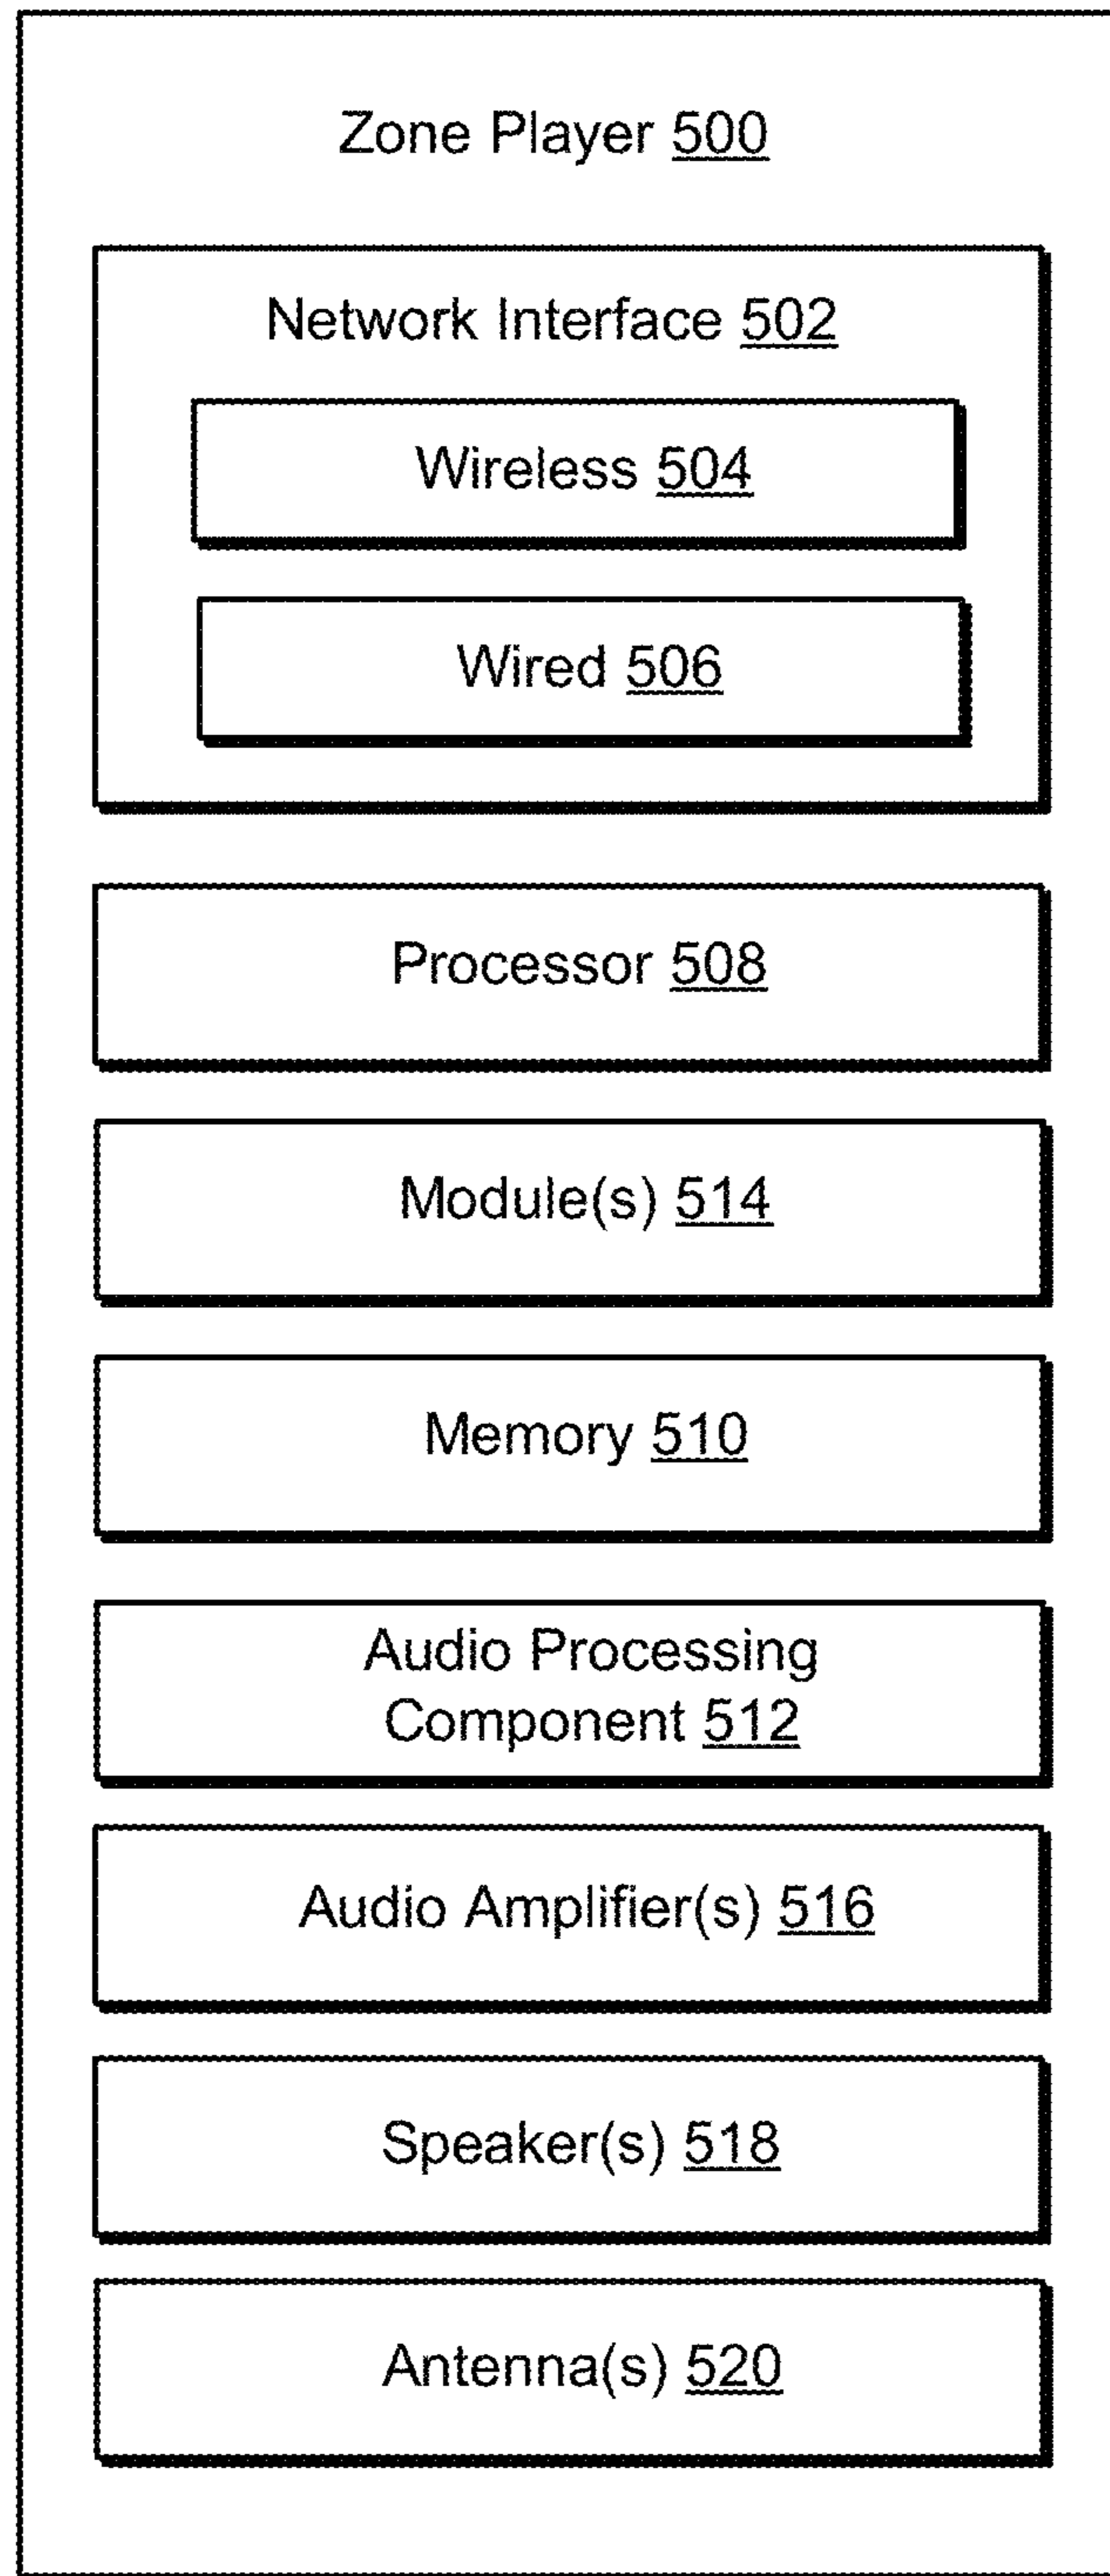 Zone Player 500
Network Interface 502
Wireless 504
Wired 506
Processor 508
Module(s) 514
Memory 510
Audio Processing
Component 512
Audio Amplifier(s) 516
Speaker(s) 518
Antenna(s) 520